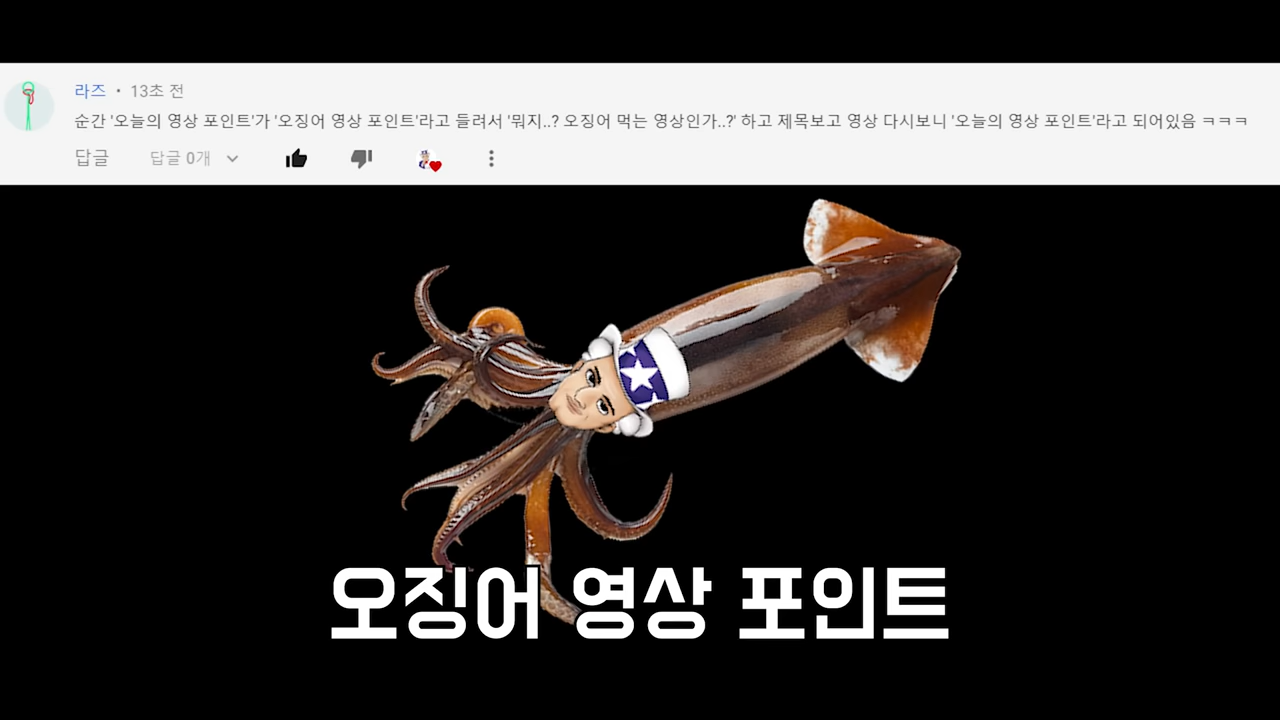 라즈 • 13초 전
순간 '오늘의 영상 포인트'가 '오징어 영상 포인트'라고 들려서 '뭐지..? 오징어 먹는 영상인가..?' 하고 제목보고 영상 다시보니 '오늘의 영상 포인트'라고 되어있음 ㅋㅋㅋ
답글 답글 0개
오징어 영상 포인트